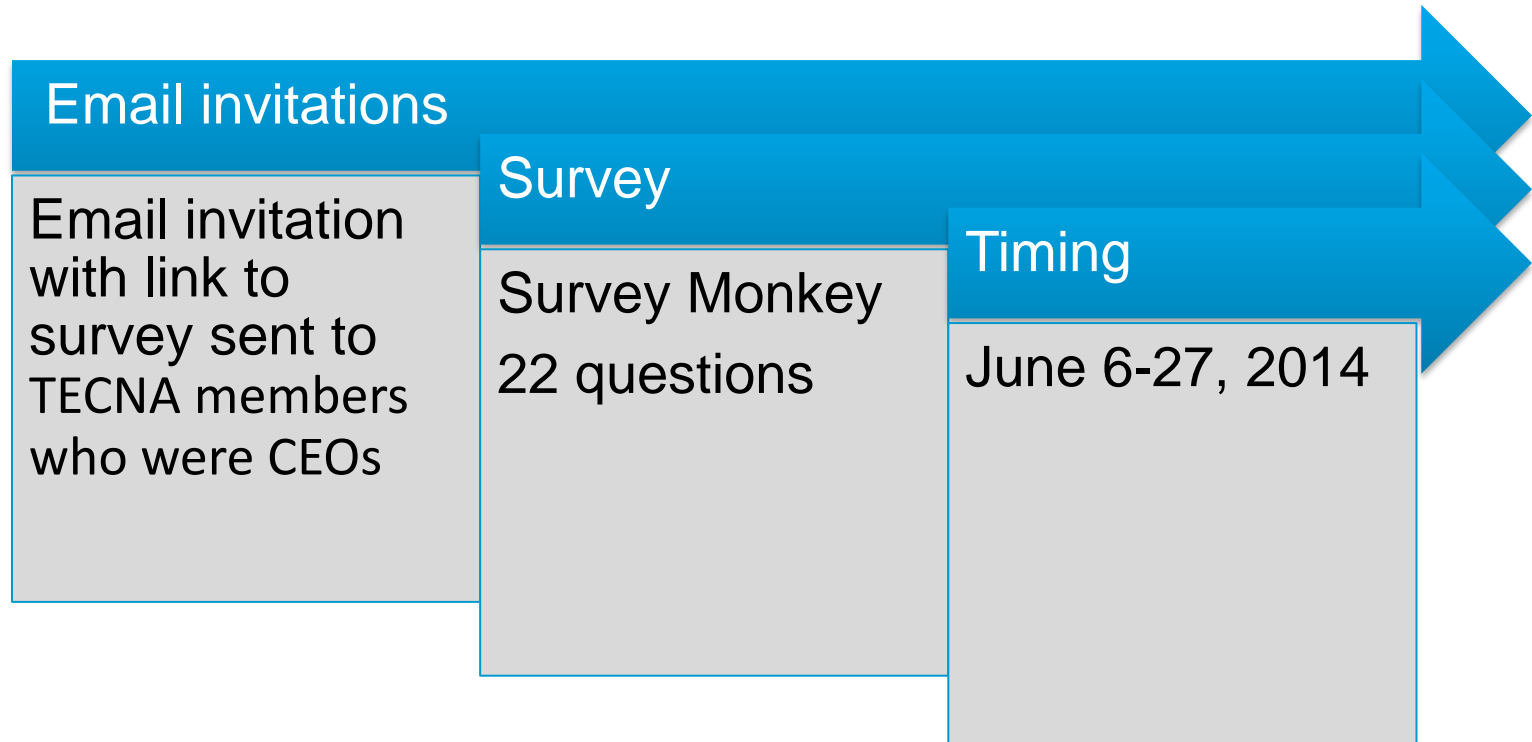 Email invitations
Email invitation
with link to
survey sent to
TECNA members
who were CEOs
Survey
Survey Monkey
22 questions
Timing
June 6-27, 2014